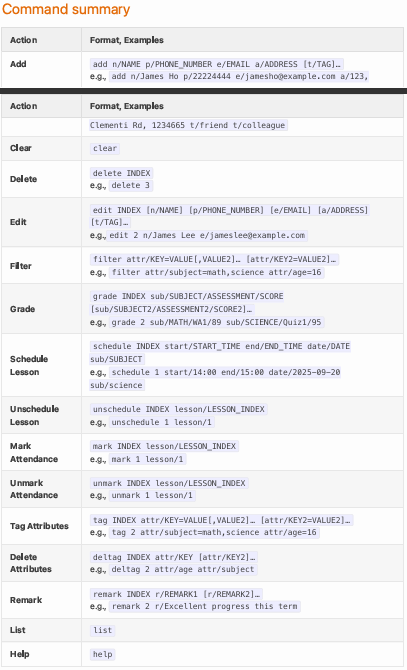 Command summary
Action Format, Examples
Add add n/NAME p/PHONE_NUMBER e/EMAIL a/ADDRESS [t/TAG]…
e.g., add n/James Ho p/22224444 e/jamesho@example.com a/123,
Action Format, Examples
Clementi Rd, 1234665 t/friend t/colleague
Clear clear
Delete delete INDEX
e.g., delete 3
Edit edit INDEX [n/NAME] [p/PHONE_NUMBER] [e/EMAIL] [a/ADDRESS]
[t/TAG]…
e.g., edit 2 n/James Lee e/jameslee@example.com
Filter filter attr/KEY=VALUE[,VALUE2]… [attr/KEY2=VALUE2]…
e.g., filter attr/subject=math,science attr/age=16
Grade grade INDEX sub/SUBJECT/ASSESSMENT/SCORE
[sub/SUBJECT2/ASSESSMENT2/SCORE2]…
e.g., grade 2 sub/MATH/WA1/89 sub/SCIENCE/Quiz1/95
Schedule Lesson schedule INDEX start/START_TIME end/END_TIME date/DATE
sub/SUBJECT
e.g., schedule 1 start/14:00 end/15:00 date/2025-09-20
sub/science
Unschedule Lesson unschedule INDEX lesson/LESSON_INDEX
e.g., unschedule 1 lesson/1
Mark Attendance mark INDEX lesson/LESSON_INDEX
e.g., mark 1 lesson/1
Unmark Attendance unmark INDEX lesson/LESSON_INDEX
e.g., unmark 1 lesson/1
Tag Attributes tag INDEX attr/KEY=VALUE[,VALUE2]… [attr/KEY2=VALUE2]…
e.g., tag 2 attr/subject=math,science attr/age=16
Delete Attributes deltag INDEX attr/KEY [attr/KEY2]…
e.g., deltag 2 attr/age attr/subject
Remark remark INDEX r/REMARK1 [r/REMARK2]…
e.g., remark 2 r/Excellent progress this term
List list
Help help